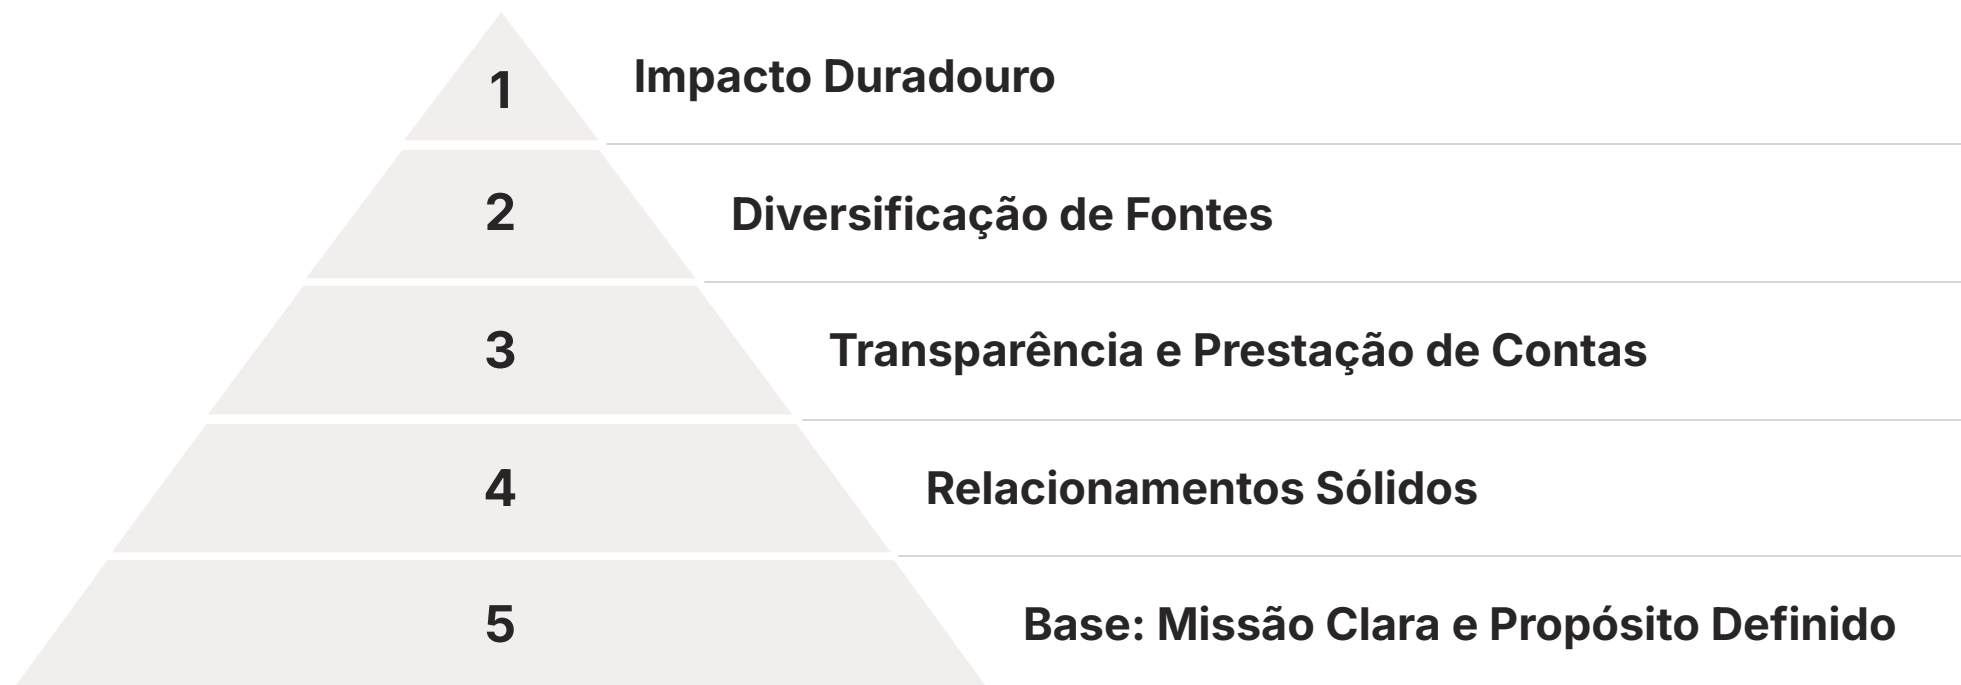 1
Impacto Duradouro
2
Diversificação de Fontes
3
Transparência e Prestação de Contas
4
Relacionamentos Sólidos
5
Base: Missão Clara e Propósito Definido